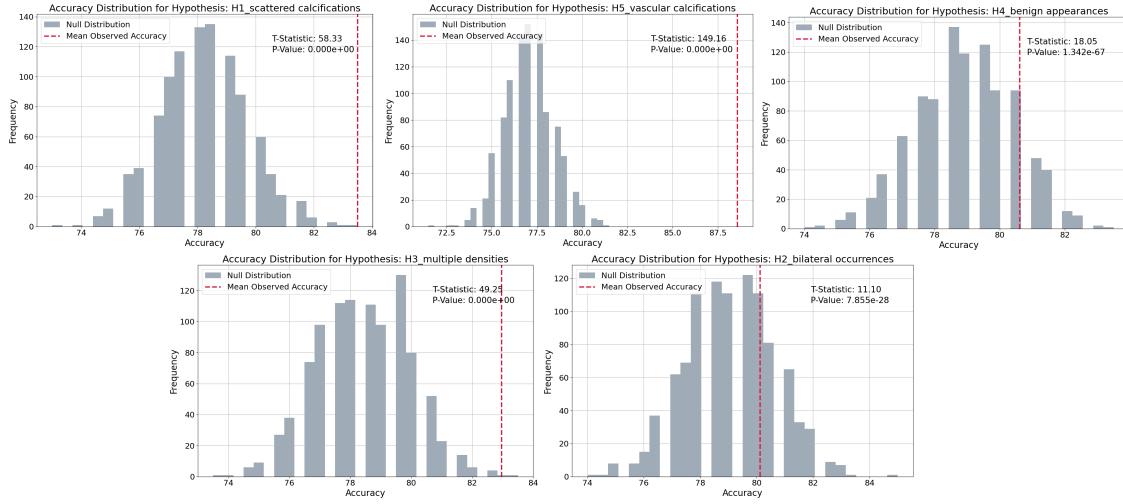 Accuracy Distribution for Hypothesis: H1_scattered calcifications
Null Distribution
Mean Observed Accuracy
T-Statistic: 58.33
P-Value: 0.000e+00
140
120
100
80
60
40
20
0
Frequency
74 76 78 80 82 84
Accuracy
Accuracy Distribution for Hypothesis: H5_vascular calcifications
Null Distribution
Mean Observed Accuracy
T-Statistic: 149.16
P-Value: 0.000e+00
140
120
100
80
60
40
20
0
Frequency
72.5 75.0 77.5 80.0 82.5 85.0 87.5
Accuracy
Accuracy Distribution for Hypothesis: H4_benign appearances
Null Distribution
Mean Observed Accuracy
T-Statistic: 18.05
P-Value: 1.342e-67
140
120
100
80
60
40
20
0
Frequency
74 76 78 80 82
Accuracy
Accuracy Distribution for Hypothesis: H3_multiple densities
Null Distribution
Mean Observed Accuracy
T-Statistic: 49.25
P-Value: 0.000e+00
120
100
80
60
40
20
0
Frequency
74 76 78 80 82 84
Accuracy
Accuracy Distribution for Hypothesis: H2_bilateral occurrences
Null Distribution
Mean Observed Accuracy
T-Statistic: 11.10
P-Value: 7.855e-28
120
100
80
60
40
20
0
Frequency
74 76 78 80 82 84
Accuracy